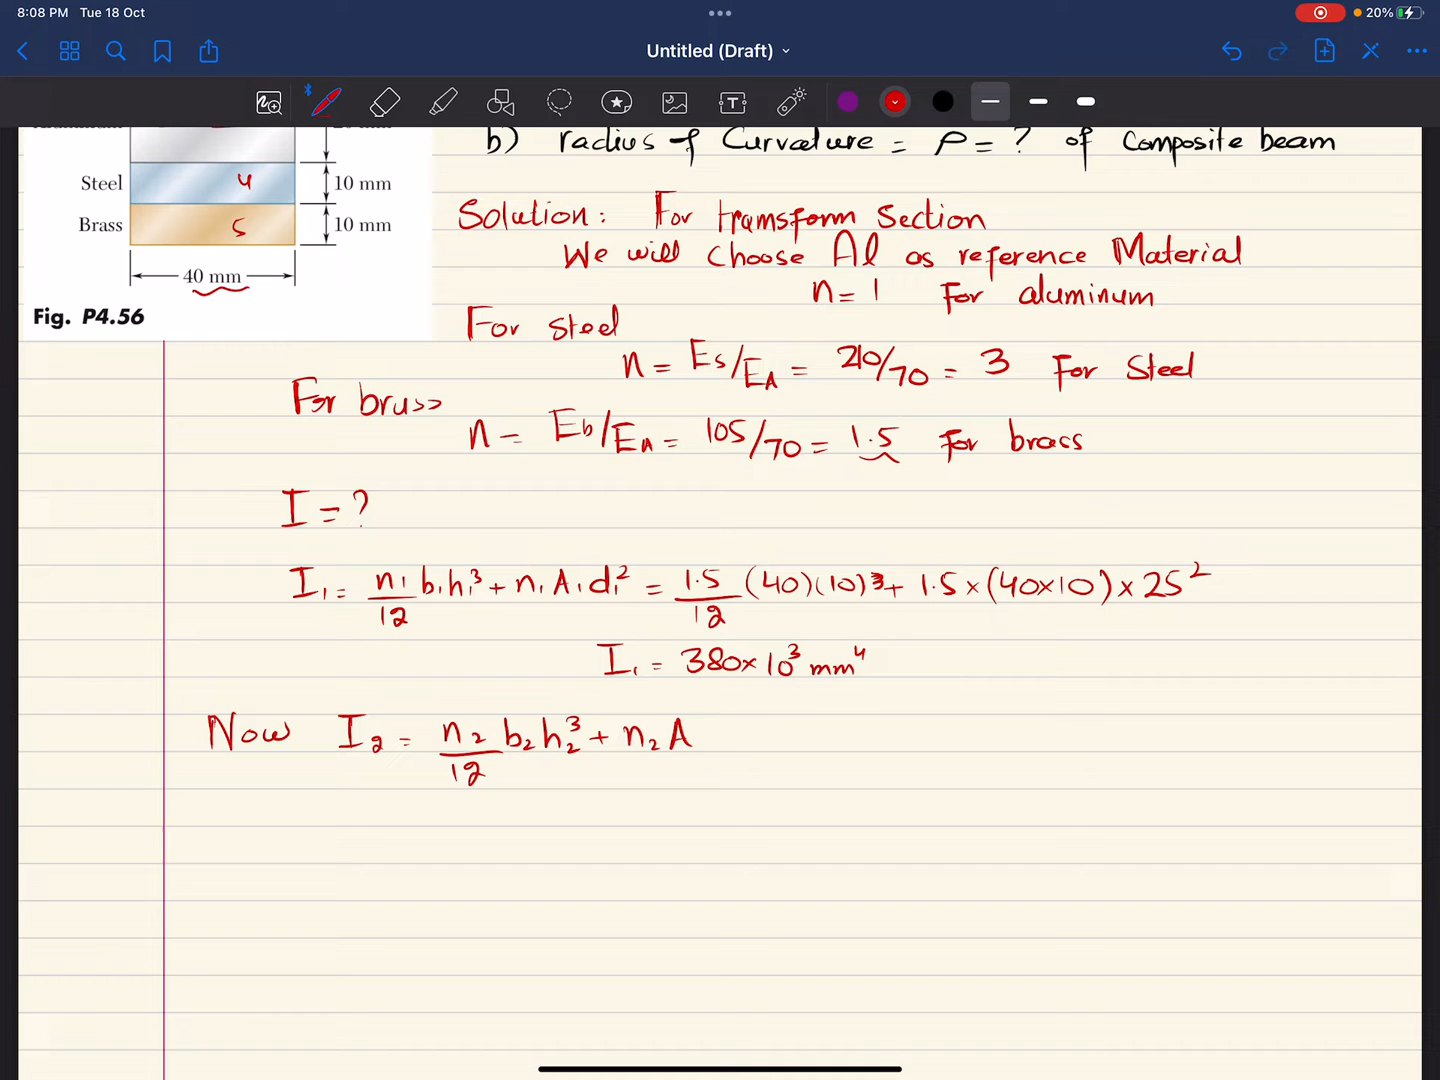 8:08 PM Tue 18 Oct
20%
Untitled (Draft)
b) radius of Curvature = ρ = ? of Composite beam
Steel 4 10 mm
Brass 5 10 mm
40 mm
Fig. P4.56
Solution: For transform Section
We will choose Al as reference Material
n = 1 For aluminum
For steel
n = Es/EA = 210/70 = 3 For Steel
For brass
n = Eb/EA = 105/70 = 1.5 For brass
I = ?
I₁ = n₁/12 b₁h₁³ + n₁A₁d₁² = 1.5/12 (40)(10)³ + 1.5×(40×10)×25²
I₁ = 380×10³ mm⁴
Now I₂ = n₂/12 b₂h₂³ + n₂A